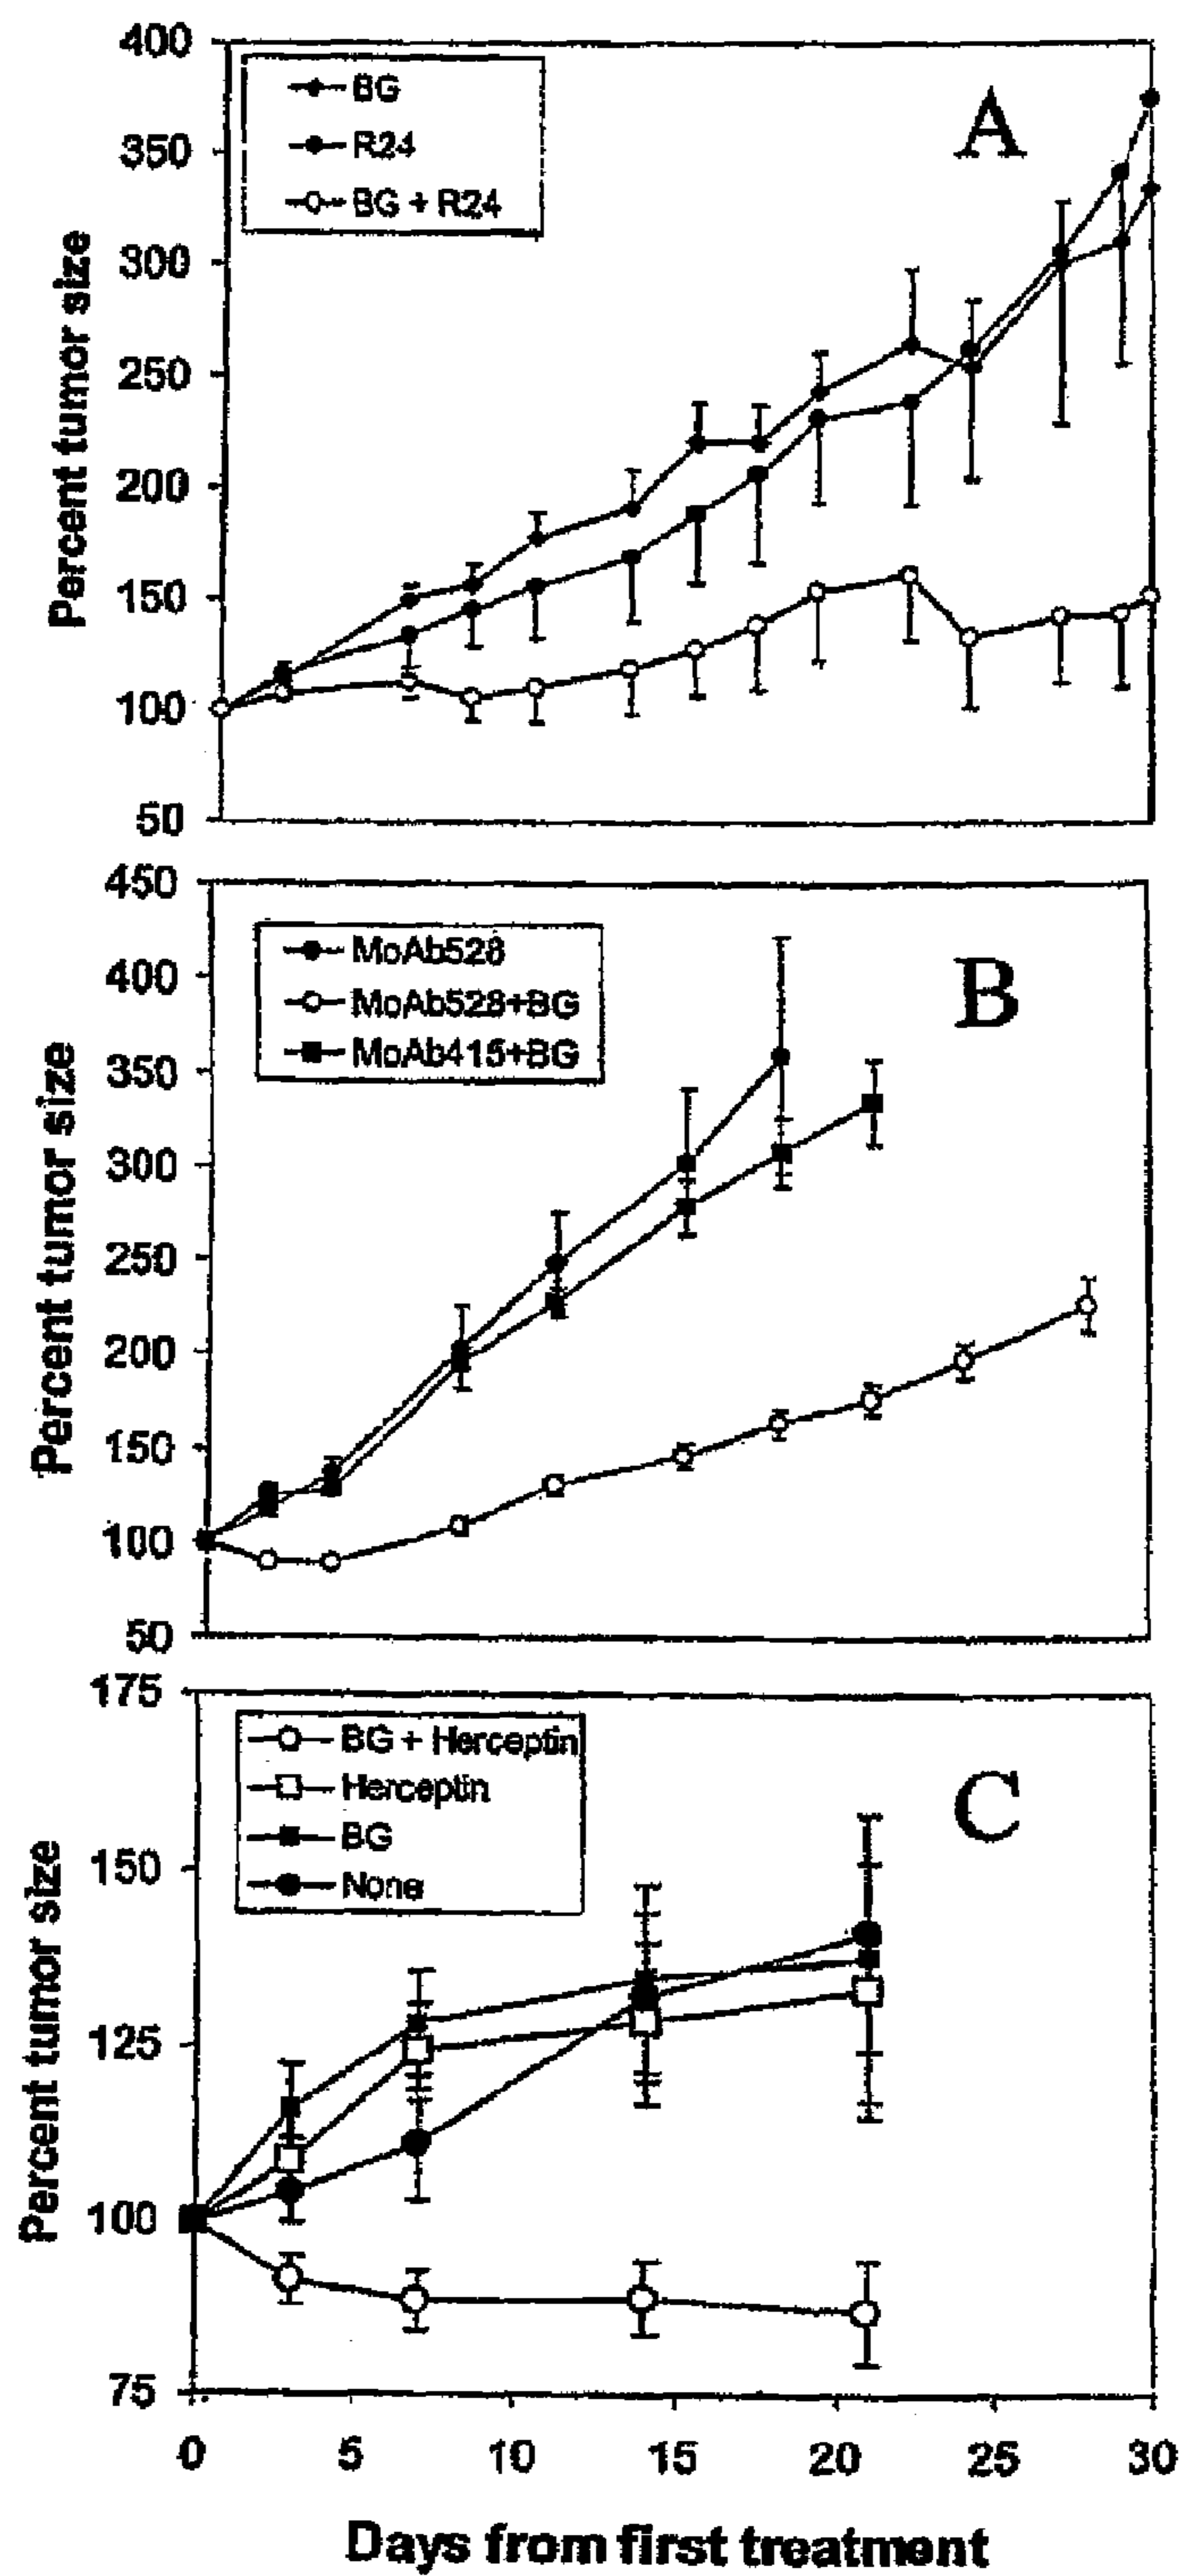 400
350
300
250
200
150
100
50
Percent tumor size
BG
R24
BG + R24
A
450
400
350
300
250
200
150
100
50
Percent tumor size
MoAb528
MoAb528+BG
MoAb415+BG
B
175
150
125
100
75
Percent tumor size
BG + Herceptin
Herceptin
BG
None
C
0 5 10 15 20 25 30
Days from first treatment